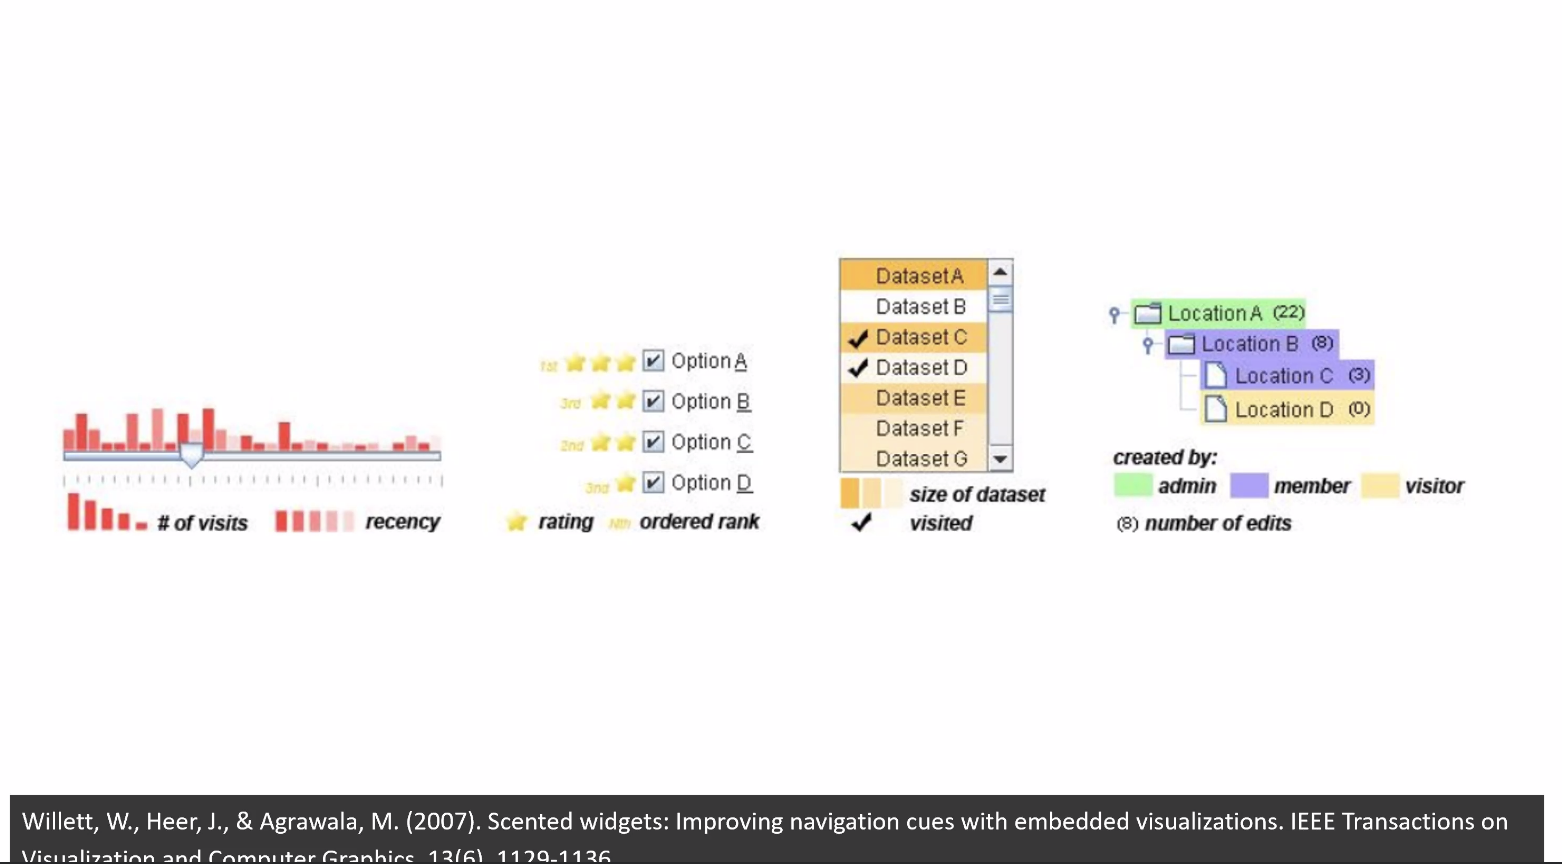 # of visits
recency
1st Option A
3rd Option B
2nd Option C
3nd Option D
rating
Nth ordered rank
Dataset A
Dataset B
Dataset C
Dataset D
Dataset E
Dataset F
Dataset G
size of dataset
visited
Location A (22)
Location B (8)
Location C (3)
Location D (0)
created by:
admin member visitor
(8) number of edits
Willett, W., Heer, J., & Agrawala, M. (2007). Scented widgets: Improving navigation cues with embedded visualizations. IEEE Transactions on
Visualization and Computer Graphics, 13(6), 1129-1136.